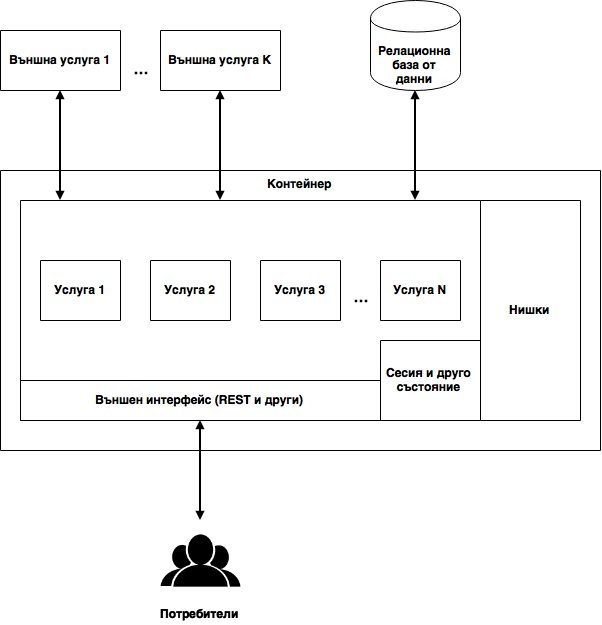 Външна услуга 1
...
Външна услуга К
Релационна
база от
данни
Контейнер
Услуга 1
Услуга 2
Услуга 3
...
Услуга N
Нишки
Сесия и друго
състояние
Външен интерфейс (REST и други)
Потребители